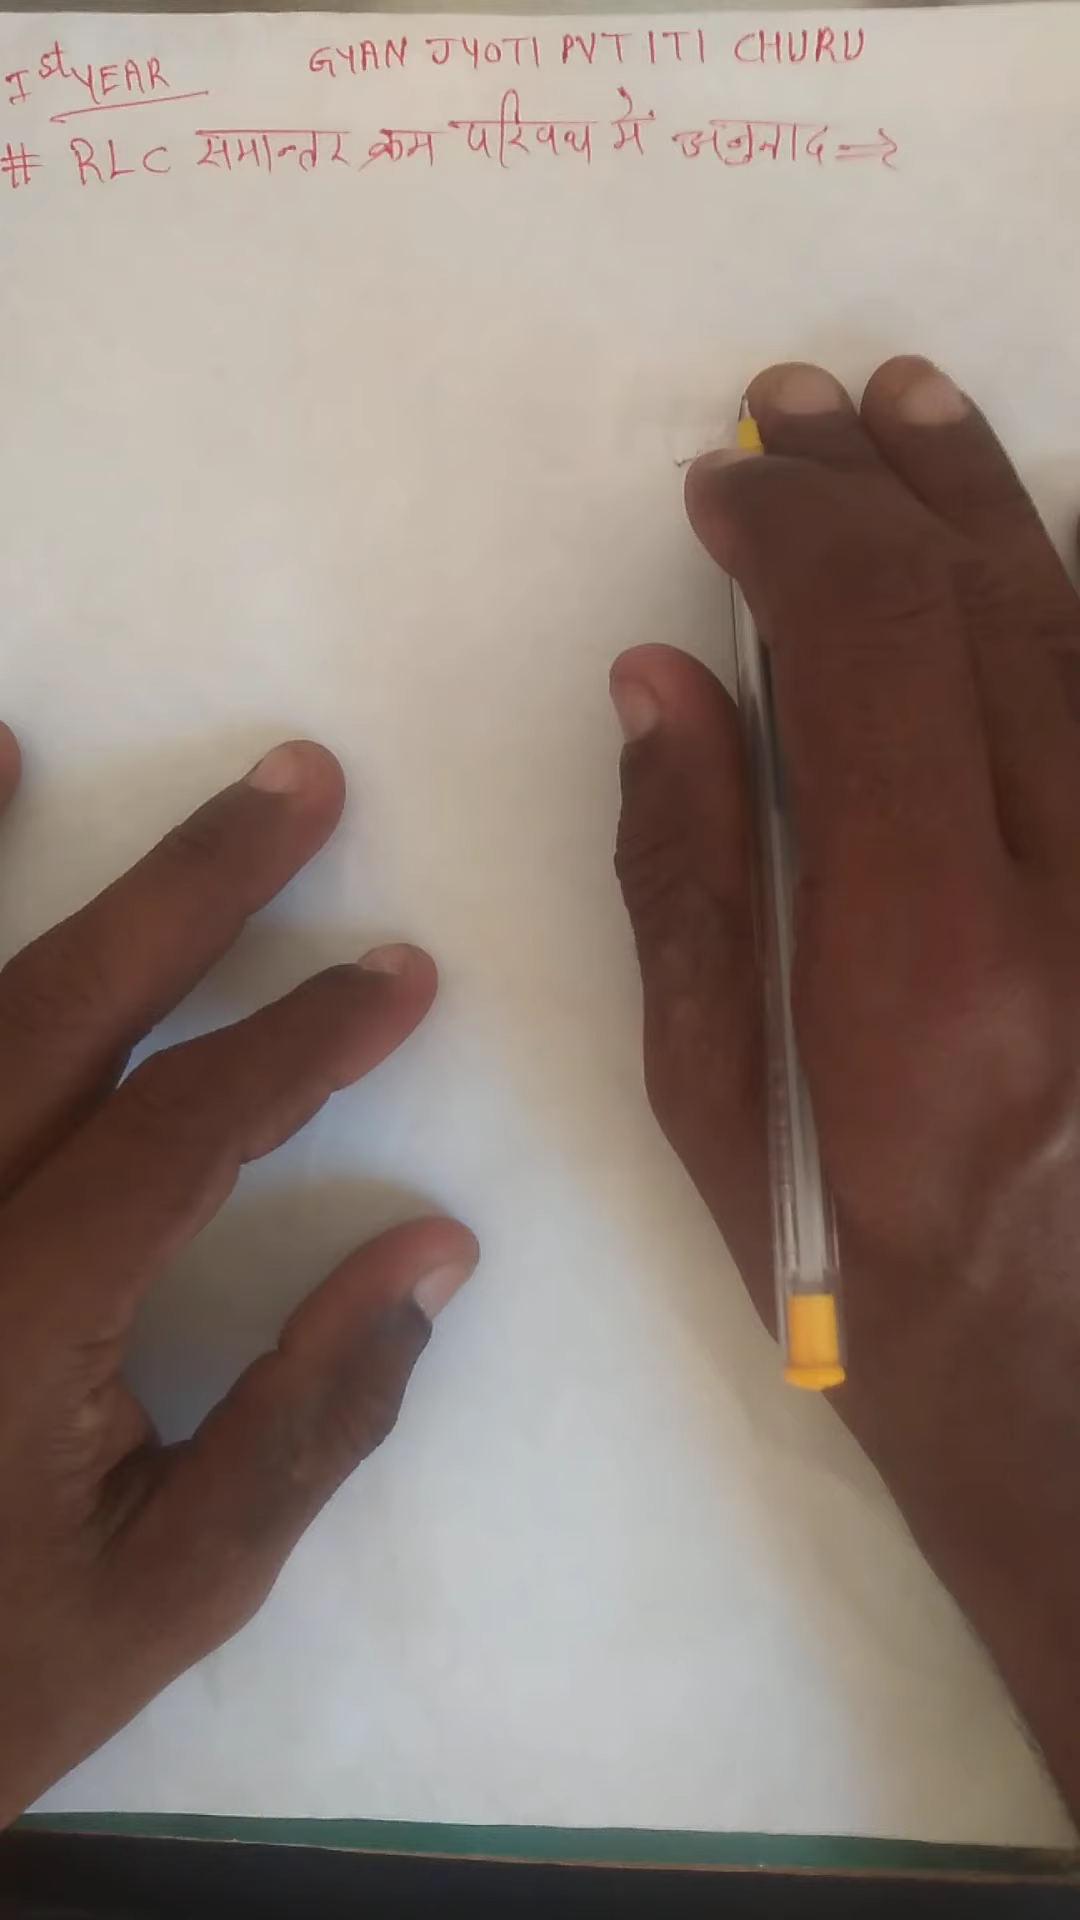 Ist YEAR GYAN JYOTI PVT ITI CHURU
# RLC समान्तर क्रम परिपथ में अनुनाद ⇒